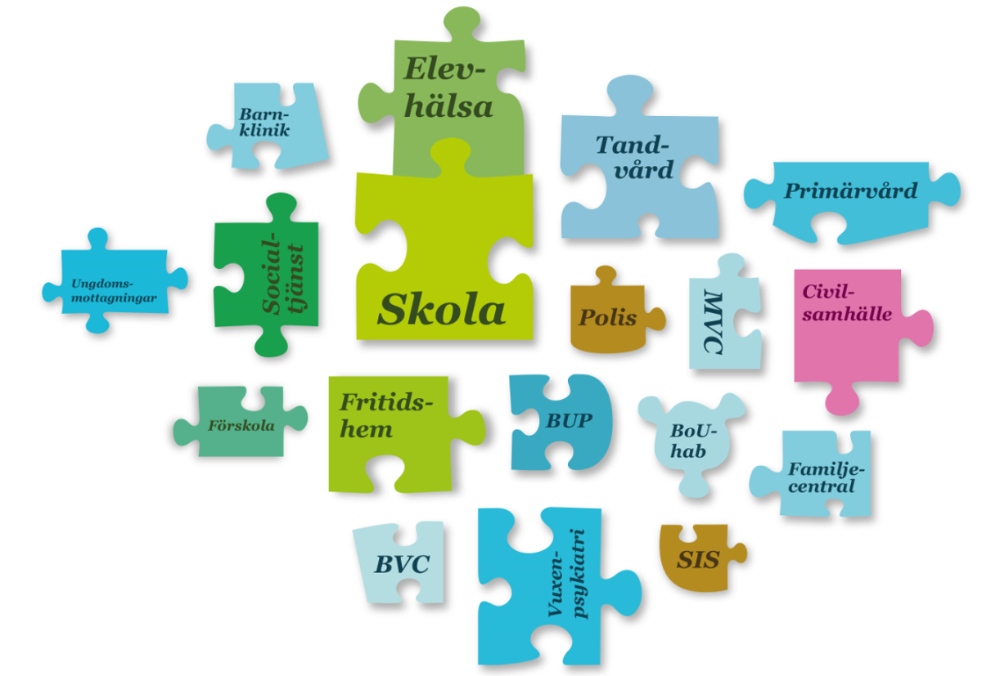 Elev-
hälsa
Barn-
klinik
Tand-
vård
Primärvård
Ungdoms-
mottagningar
Social-
tjänst
Skola
Polis
MVC
Civil-
samhälle
Förskola
Fritids-
hem
BUP
BoU-
hab
Familje-
central
BVC
Vuxen-
psykiatri
SIS